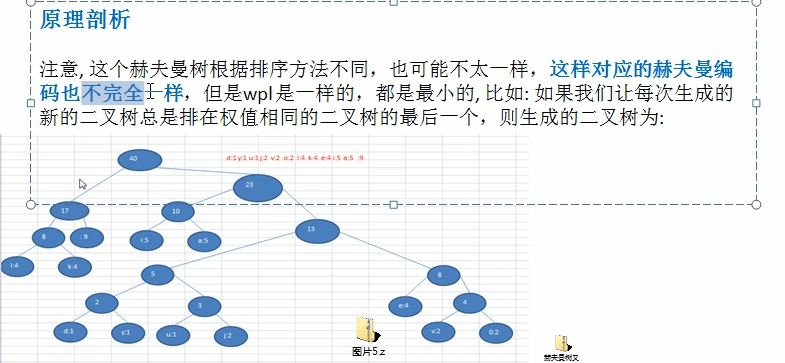 原理剖析
注意, 这个赫夫曼树根据排序方法不同，也可能不太一样，这样对应的赫夫曼编
码也不完全一样，但是wpl 是一样的，都是最小的, 比如: 如果我们让每次生成的
新的二叉树总是排在权值相同的二叉树的最后一个，则生成的二叉树为:
d:1 y:1 u:1 j:2 v:2 o:2 l:4 k:4 e:4 i:5 a:5 :9
40
23
17
10
13
8
: 9
i:5
a:5
l:4
k:4
5
8
2
3
e:4
4
d:1
y:1
u:1
j:2
v:2
0:2
图片5.z
赫夫曼树又